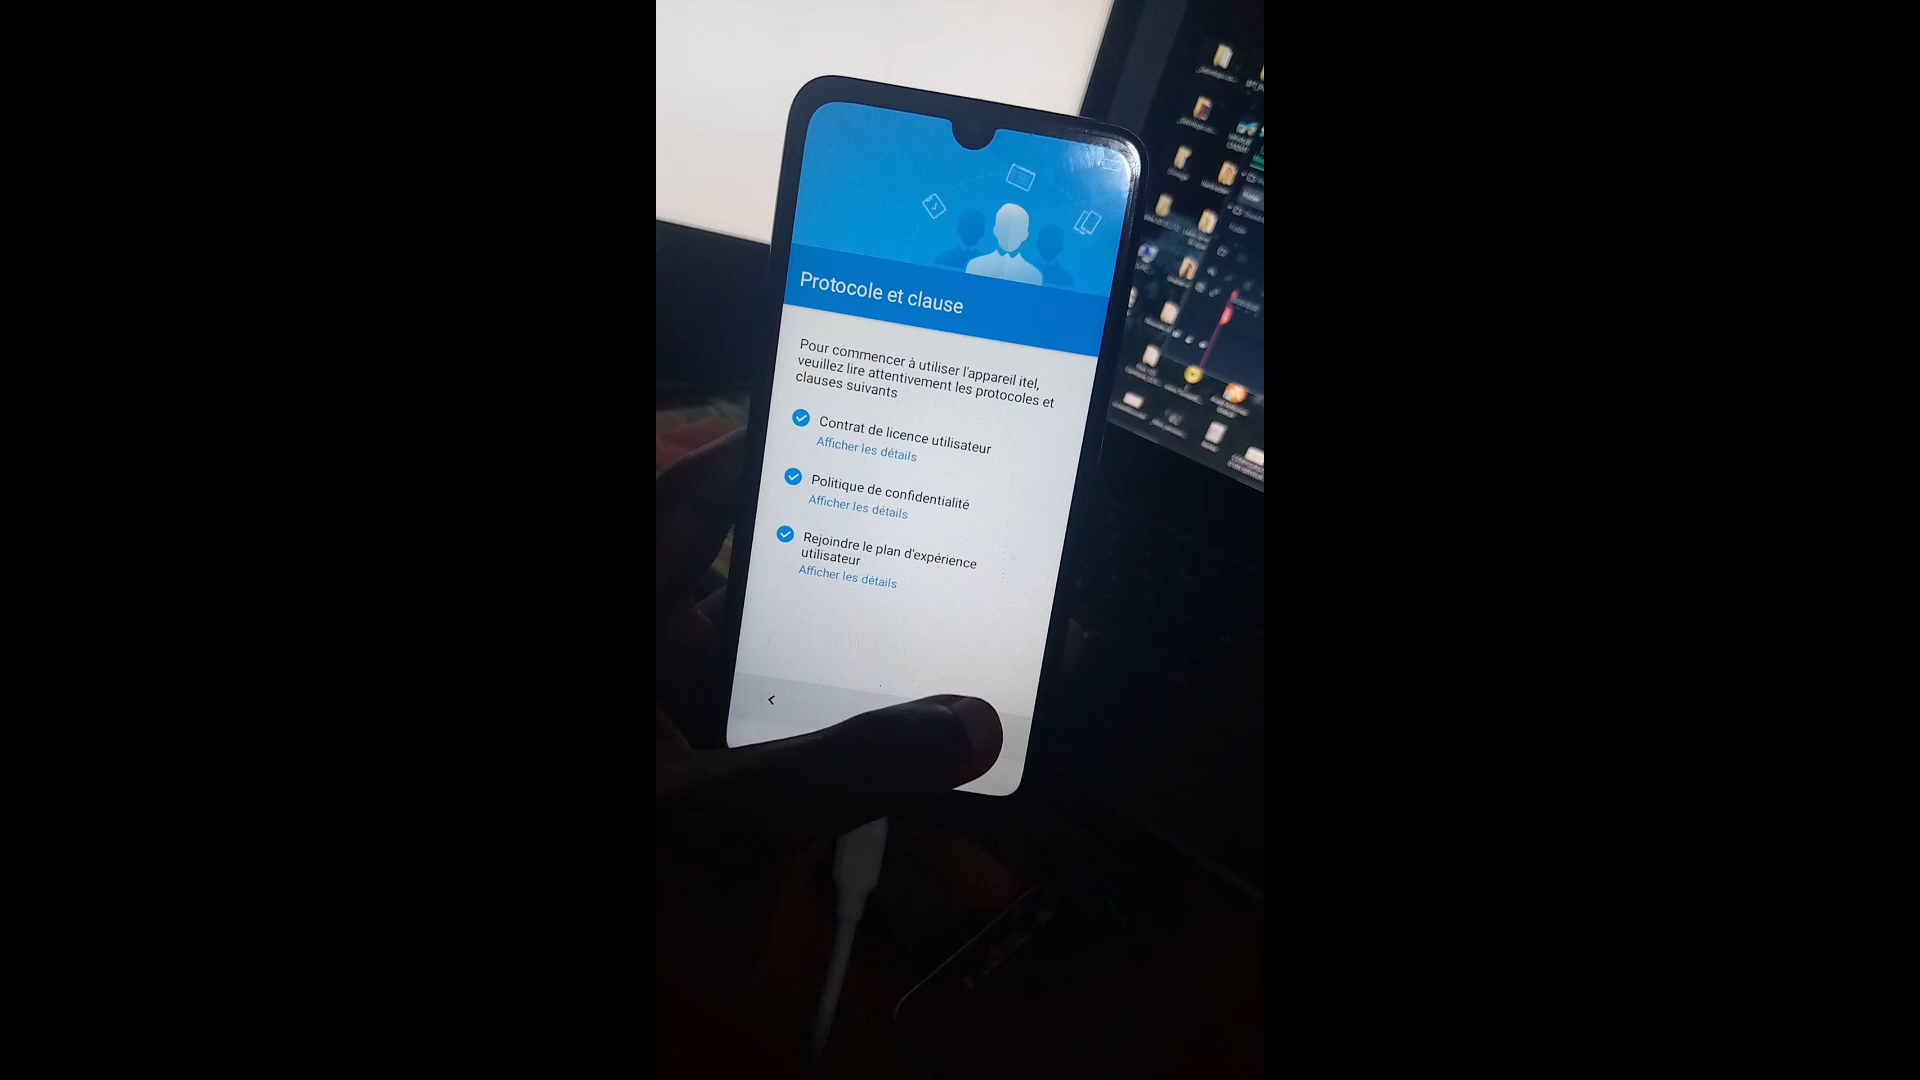 Protocole et clause
Pour commencer à utiliser l'appareil itel,
veuillez lire attentivement les protocoles et
clauses suivants
Contrat de licence utilisateur
Afficher les détails
Politique de confidentialité
Afficher les détails
Rejoindre le plan d'expérience
utilisateur
Afficher les détails